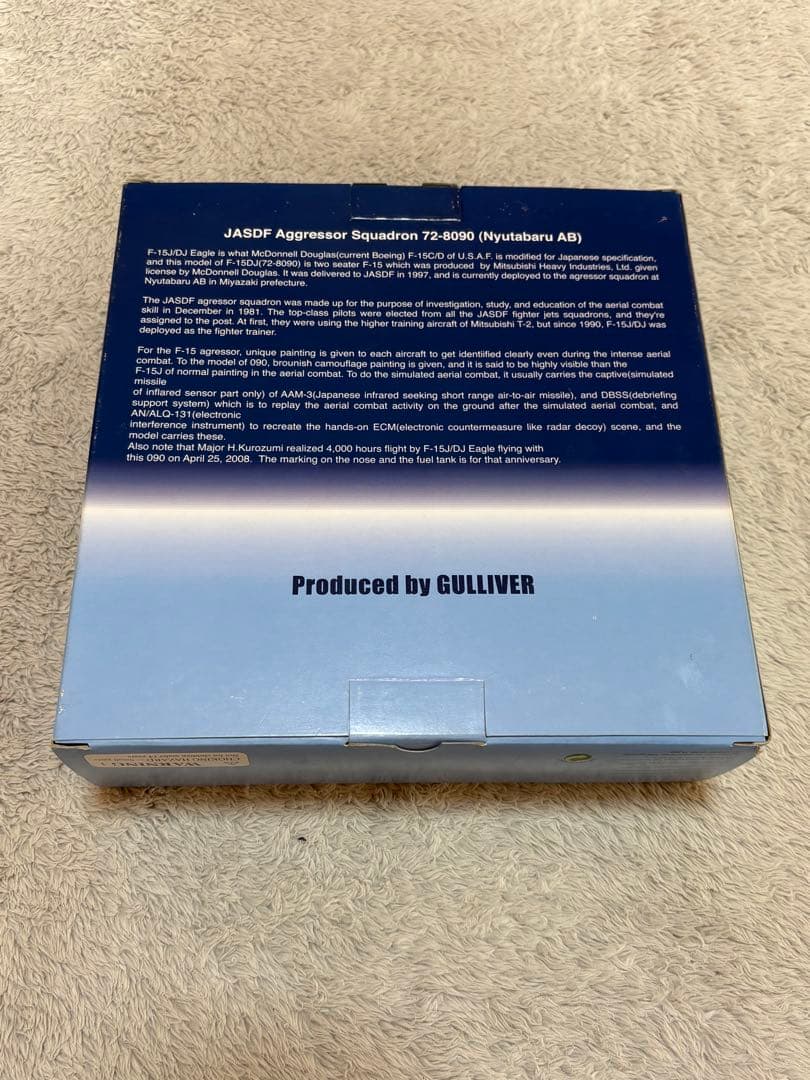 JASDF Aggressor Squadron 72-8090 (Nyutabaru AB)
F-15J/DJ Eagle is what McDonnell Douglas(current Boeing) F-15C/D of U.S.A.F. is modified for Japanese specification,
and this model of F-15DJ(72-8090) is two seater F-15 which was produced by Mitsubishi Heavy Industries, Ltd. given
license by McDonnell Douglas. It was delivered to JASDF in 1997, and is currently deployed to the agressor squadron at
Nyutabaru AB in Miyazaki prefecture.
The JASDF agressor squadron was made up for the purpose of investigation, study, and education of the aerial combat
skill in December in 1981. The top-class pilots were elected from all the JASDF fighter jets squadrons, and they're
assigned to the post. At first, they were using the higher training aircraft of Mitsubishi T-2, but since 1990, F-15J/DJ was
deployed as the fighter trainer.
For the F-15 agressor, unique painting is given to each aircraft to get identiified clearly even during the intense aerial
combat. To the model of 090, brounish camouflage painting is given, and it is said to be highly visible than the
F-15J of normal painting in the aerial combat. To do the simulated aerial combat, it usually carries the captive(simulated
missile
of inflared sensor part only) of AAM-3(Japanese infrared seeking short range air-to-air missile), and DBSS(debriefing
support system) which is to replay the aerial combat activity on the ground after the simulated aerial combat, and
AN/ALQ-131(electronic
interference instrument) to recreate the hands-on ECM(electronic countermeasure like radar decoy) scene, and the
model carries these.
Also note that Major H.Kurozumi realized 4,000 hours flight by F-15J/DJ Eagle flying with
this 090 on April 25, 2008. The marking on the nose and the fuel tank is for that anniversary.
Produced by GULLIVER
WARNING :
CHOKING HAZARD - Small parts